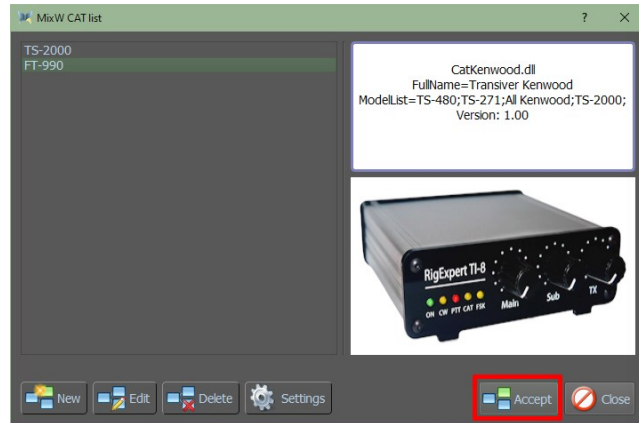 MixW CAT list
TS-2000
FT-990
CatKenwood.dll
FullName=Transiver Kenwood
ModelList=TS-480;TS-271;All Kenwood;TS-2000;
Version: 1.00
RigExpert TI-8
ON CW PTT CAT FSK
Main Sub TX
New Edit Delete Settings Accept Close